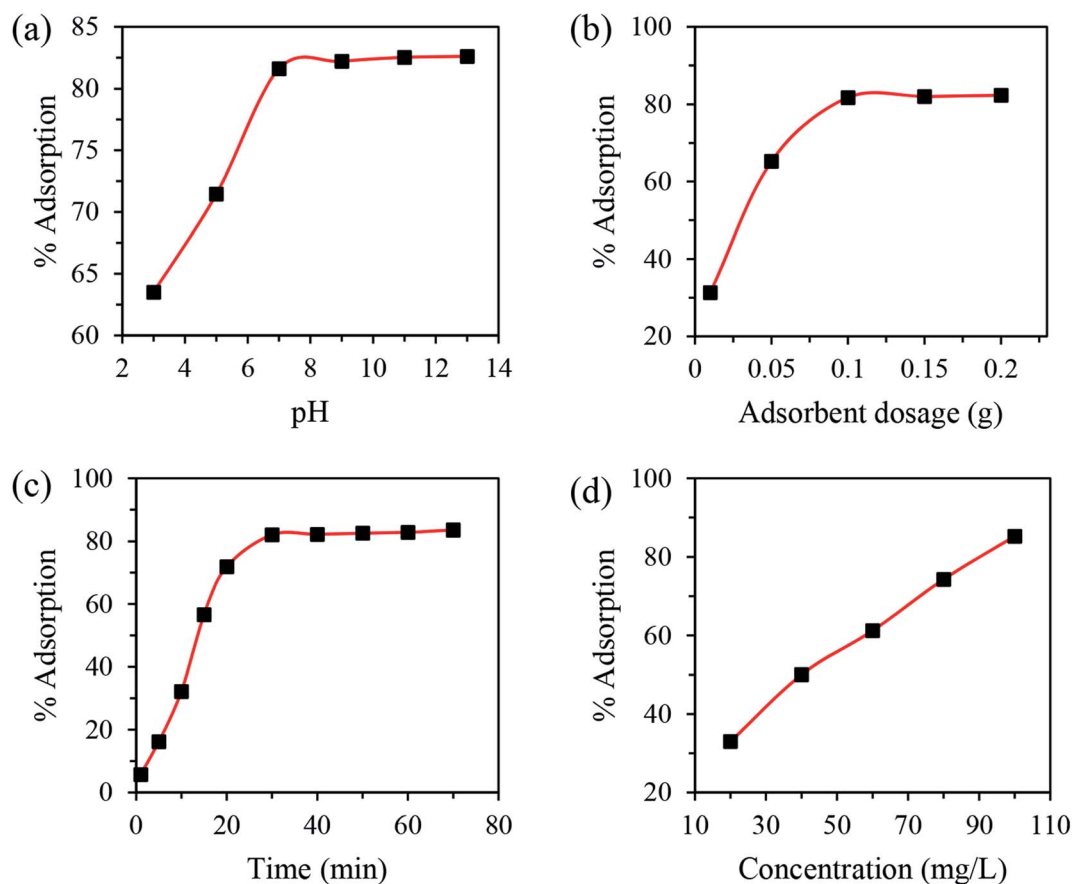 (a)
% Adsorption
85
80
75
70
65
60
2 4 6 8 10 12 14
pH
(b)
% Adsorption
100
80
60
40
20
0 0.05 0.1 0.15 0.2
Adsorbent dosage (g)
(c)
% Adsorption
100
80
60
40
20
0
0 20 40 60 80
Time (min)
(d)
% Adsorption
100
80
60
40
20
10 30 50 70 90 110
Concentration (mg/L)